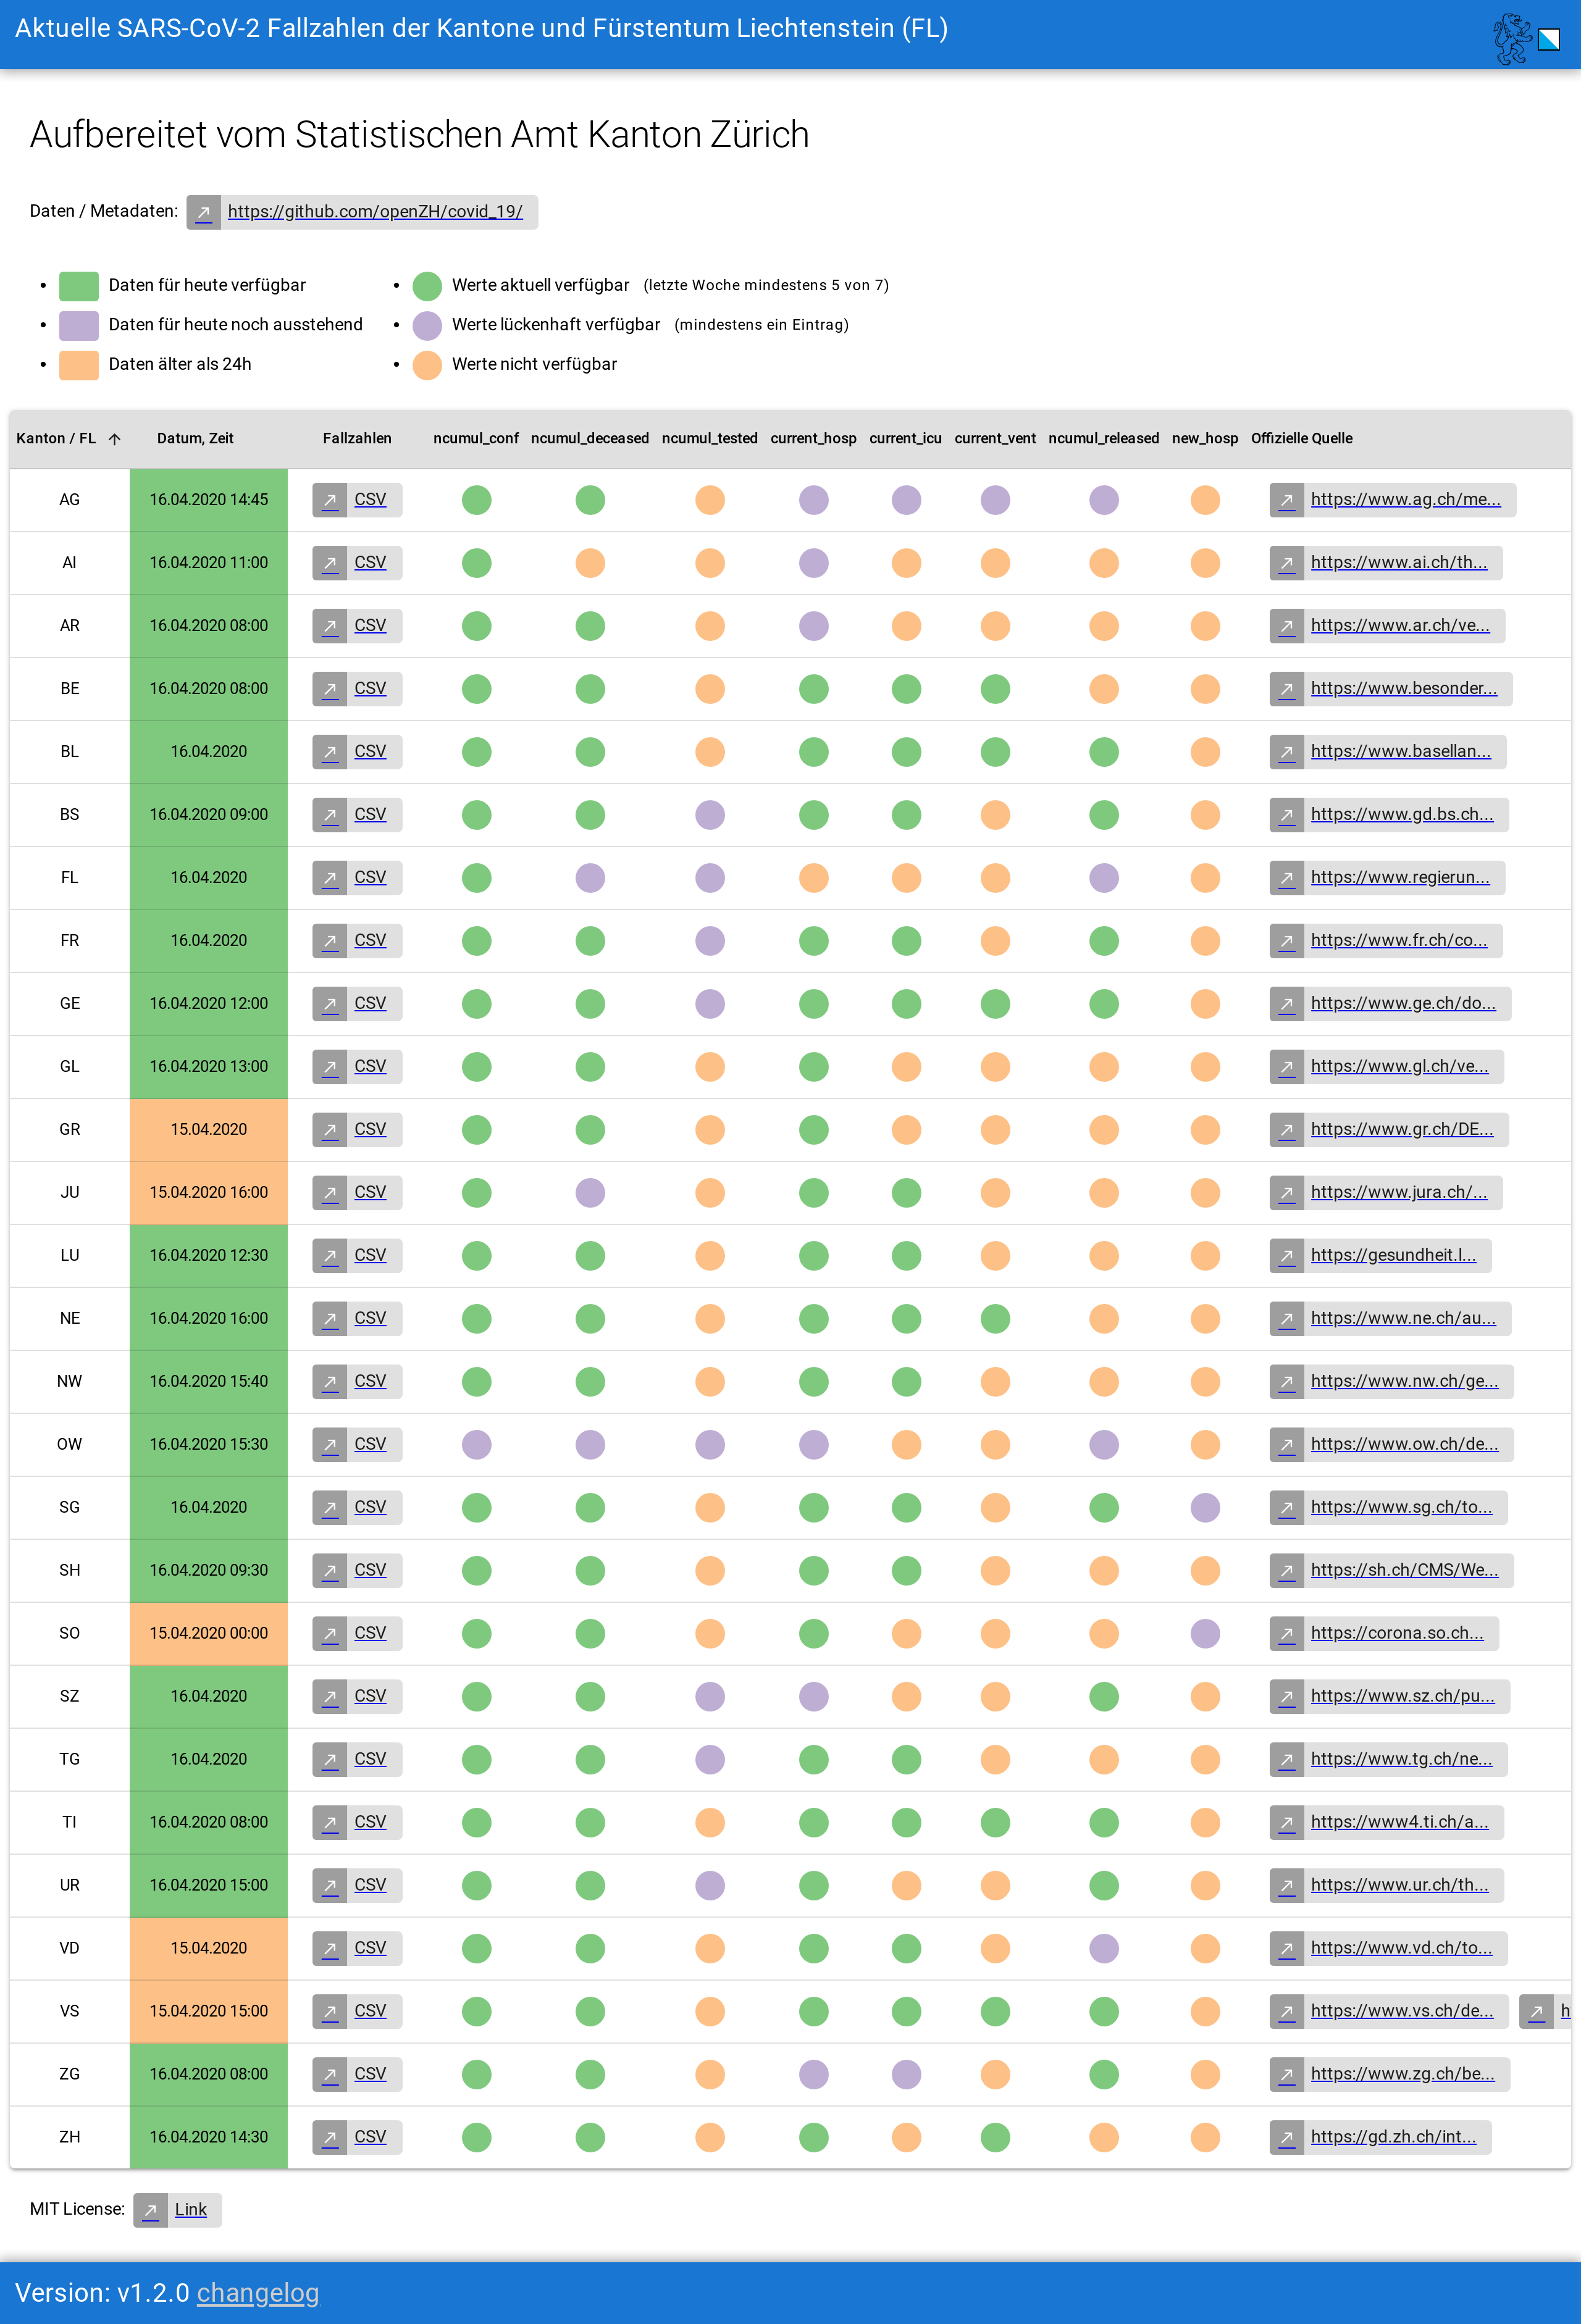 Aktuelle SARS-CoV-2 Fallzahlen der Kantone und Fürstentum Liechtenstein (FL)
Aufbereitet vom Statistischen Amt Kanton Zürich
Daten / Metadaten: https://github.com/openZH/covid_19/
Daten für heute verfügbar
Daten für heute noch ausstehend
Daten älter als 24h
Werte aktuell verfügbar (letzte Woche mindestens 5 von 7)
Werte lückenhaft verfügbar (mindestens ein Eintrag)
Werte nicht verfügbar
Kanton / FL Datum, Zeit Fallzahlen ncumul_conf ncumul_deceased ncumul_tested current_hosp current_icu current_vent ncumul_released new_hosp Offizielle Quelle
AG 16.04.2020 14:45 CSV https://www.ag.ch/me...
AI 16.04.2020 11:00 CSV https://www.ai.ch/th...
AR 16.04.2020 08:00 CSV https://www.ar.ch/ve...
BE 16.04.2020 08:00 CSV https://www.besonder...
BL 16.04.2020 CSV https://www.basellan...
BS 16.04.2020 09:00 CSV https://www.gd.bs.ch...
FL 16.04.2020 CSV https://www.regierun...
FR 16.04.2020 CSV https://www.fr.ch/co...
GE 16.04.2020 12:00 CSV https://www.ge.ch/do...
GL 16.04.2020 13:00 CSV https://www.gl.ch/ve...
GR 15.04.2020 CSV https://www.gr.ch/DE...
JU 15.04.2020 16:00 CSV https://www.jura.ch/...
LU 16.04.2020 12:30 CSV https://gesundheit.l...
NE 16.04.2020 16:00 CSV https://www.ne.ch/au...
NW 16.04.2020 15:40 CSV https://www.nw.ch/ge...
OW 16.04.2020 15:30 CSV https://www.ow.ch/de...
SG 16.04.2020 CSV https://www.sg.ch/to...
SH 16.04.2020 09:30 CSV https://sh.ch/CMS/We...
SO 15.04.2020 00:00 CSV https://corona.so.ch...
SZ 16.04.2020 CSV https://www.sz.ch/pu...
TG 16.04.2020 CSV https://www.tg.ch/ne...
TI 16.04.2020 08:00 CSV https://www4.ti.ch/a...
UR 16.04.2020 15:00 CSV https://www.ur.ch/th...
VD 15.04.2020 CSV https://www.vd.ch/to...
VS 15.04.2020 15:00 CSV https://www.vs.ch/de... h
ZG 16.04.2020 08:00 CSV https://www.zg.ch/be...
ZH 16.04.2020 14:30 CSV https://gd.zh.ch/int...
MIT License: Link
Version: v1.2.0 changelog